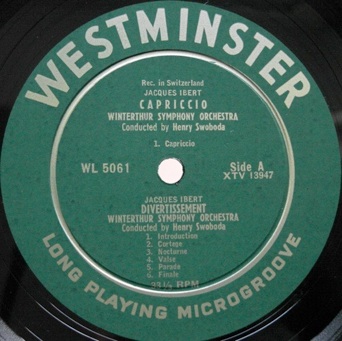 WESTMINSTER
Rec. in Switzerland
JACQUES IBERT
CAPRICCIO
WINTERTHUR SYMPHONY ORCHESTRA
Conducted by Henry Swoboda
1. Capriccio
WL 5061
Side A
XTV 13947
JACQUES IBERT
DIVERTISSEMENT
WINTERTHUR SYMPHONY ORCHESTRA
Conducted by Henry Swoboda
1. Introduction
2. Cortege
3. Nocturne
4. Valse
5. Parade
6. Finale
33⅓ RPM
LONG PLAYING MICROGROOVE